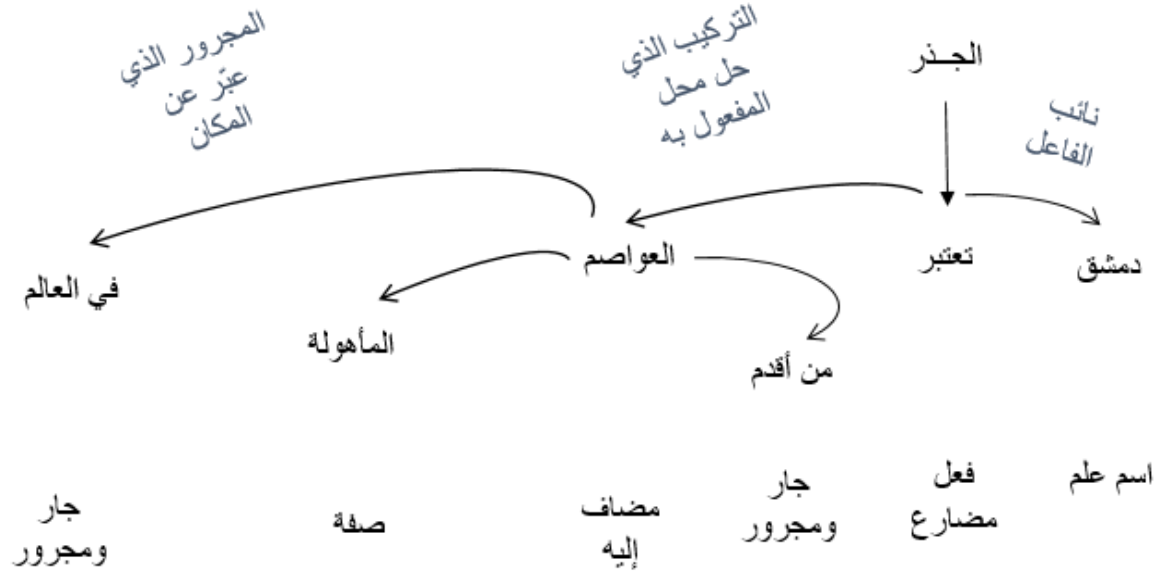 الجـذر
نائب
الفاعل
التركيب الذي
حل محل
المفعول به
المجرور الذي
عبّر عن
المكان
دمشق
تعتبر
العواصم
في العالم
من أقدم
المأهولة
اسم علم
فعل
مضارع
جار
ومجرور
مضاف
إليه
صفة
جار
ومجرور